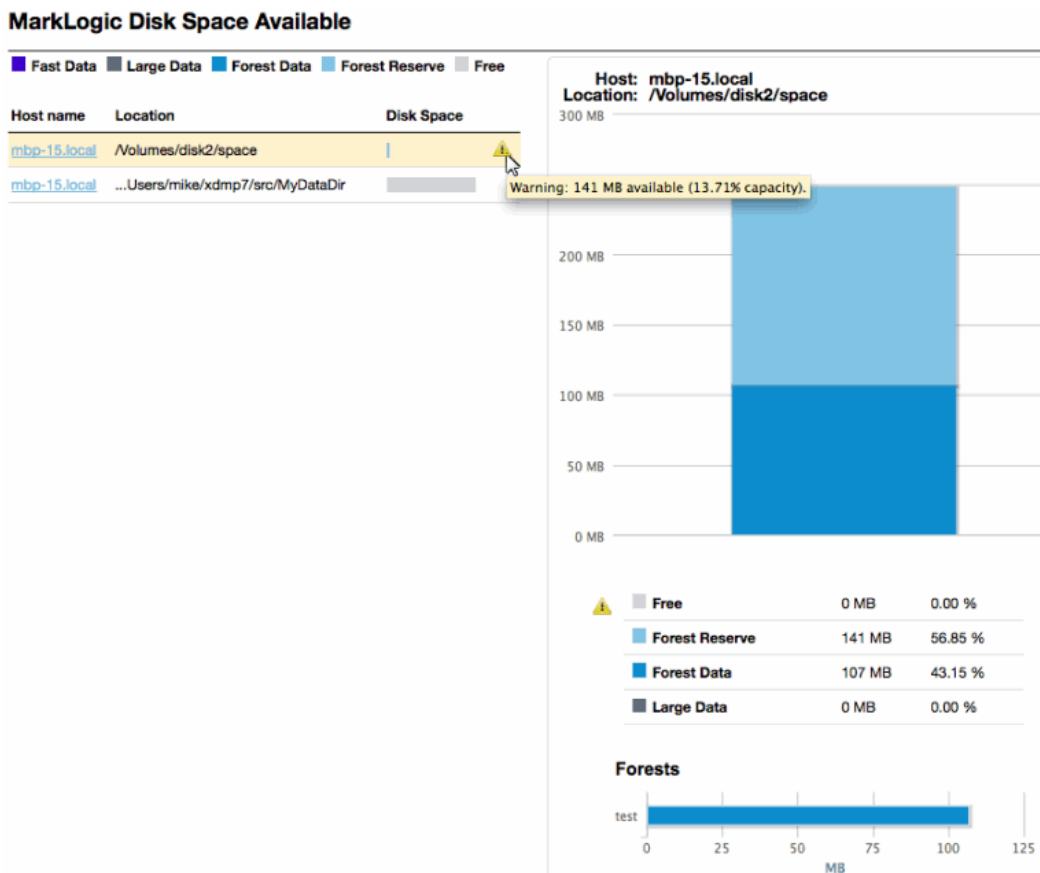 MarkLogic Disk Space Available
Fast Data Large Data Forest Data Forest Reserve Free
Host name Location Disk Space
mbp-15.local /Volumes/disk2/space
mbp-15.local ...Users/mike/xdmp7/src/MyDataDir
Warning: 141 MB available (13.71% capacity).
Host: mbp-15.local
Location: /Volumes/disk2/space
300 MB
200 MB
150 MB
100 MB
50 MB
0 MB
Free 0 MB 0.00 %
Forest Reserve 141 MB 56.85 %
Forest Data 107 MB 43.15 %
Large Data 0 MB 0.00 %
Forests
test
0 25 50 75 100 125
MB